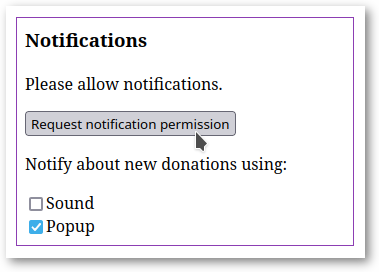 Notifications
Please allow notifications.
Request notification permission
Notify about new donations using:
Sound
Popup